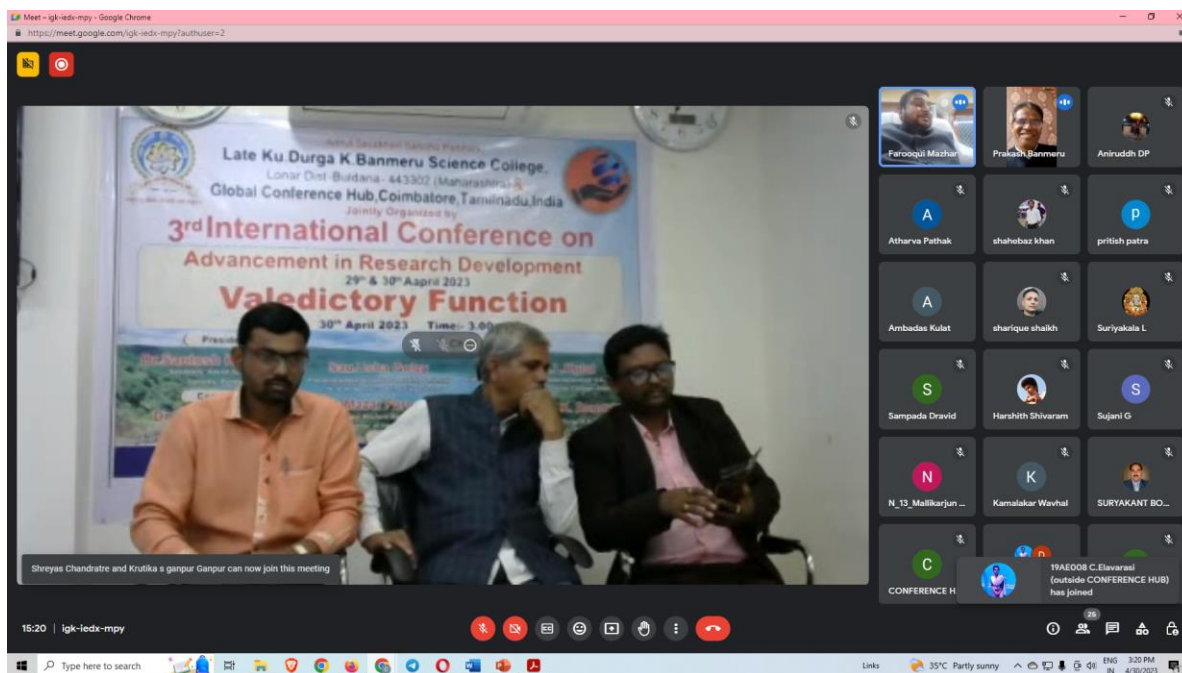 Meet – igk-iedx-mpy - Google Chrome
https://meet.google.com/igk-iedx-mpy?authuser=2
Late Ku.Durga K.Banmeru Science College,
Lonar Dist-Buldana- 443302 (Maharashtra)&
Global Conference Hub,Coimbatore,Tamilnadu,India
Jointly Organized by
3rd International Conference on
Advancement in Research Development
29th & 30th Aapril 2023
Valedictory Function
30th April 2023 Time:- 3.00
Shreyas Chandratre and Krutika s ganpur Ganpur can now join this meeting
Farooqui Mazhar
Prakash Banmeru
Aniruddh DP
A
Atharva Pathak
shahebaz khan
p
pritish patra
A
Ambadas Kulat
sharique shaikh
Suriyakala L
S
Sampada Dravid
Harshith Shivaram
S
Sujani G
N
N_13_Mallikarjun ...
K
Kamalakar Wavhal
SURYAKANT BO...
C
CONFERENCE H
19AE008 C.Elavarasi
(outside CONFERENCE HUB)
has joined
15:20 | igk-iedx-mpy
26
Type here to search
Links
35°C Partly sunny
ENG
IN
3:20 PM
4/30/2023